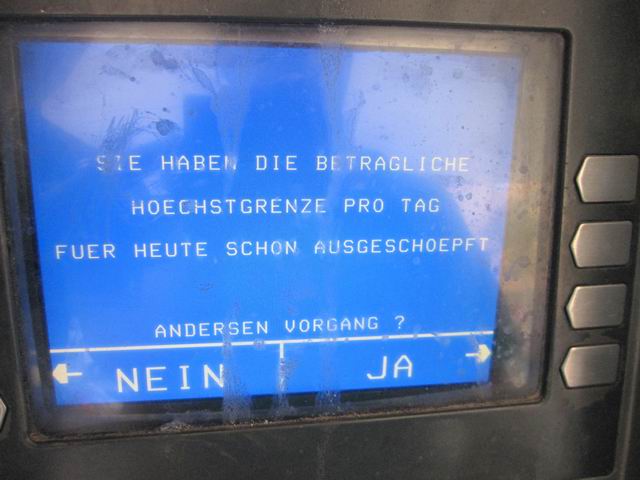 SIE HABEN DIE BETRAGLICHE
HOECHSTGRENZE PRO TAG
FUER HEUTE SCHON AUSGESCHOEPFT
ANDERSEN VORGANG ?
NEIN JA